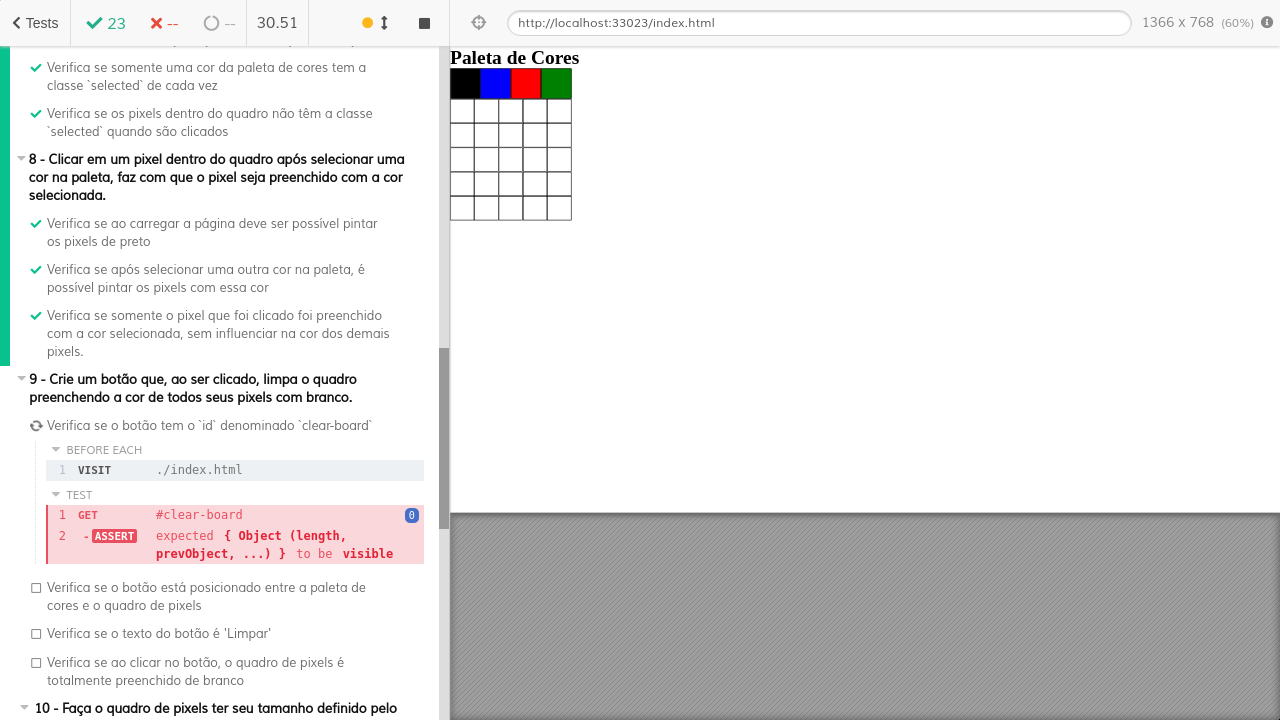 Tests 23 -- -- 30.51 http://localhost:33023/index.html 1366 x 768 (60%)
Verifica se somente uma cor da paleta de cores tem a
classe `selected` de cada vez
Verifica se os pixels dentro do quadro não têm a classe
`selected` quando são clicados
8 - Clicar em um pixel dentro do quadro após selecionar uma
cor na paleta, faz com que o pixel seja preenchido com a cor
selecionada.
Verifica se ao carregar a página deve ser possível pintar
os pixels de preto
Verifica se após selecionar uma outra cor na paleta, é
possível pintar os pixels com essa cor
Verifica se somente o pixel que foi clicado foi preenchido
com a cor selecionada, sem influenciar na cor dos demais
pixels.
9 - Crie um botão que, ao ser clicado, limpa o quadro
preenchendo a cor de todos seus pixels com branco.
Verifica se o botão tem o `id` denominado `clear-board`
BEFORE EACH
1 VISIT ./index.html
TEST
1 GET #clear-board 0
2 -ASSERT expected { Object (length,
prevObject, ...) } to be visible
Verifica se o botão está posicionado entre a paleta de
cores e o quadro de pixels
Verifica se o texto do botão é 'Limpar'
Verifica se ao clicar no botão, o quadro de pixels é
totalmente preenchido de branco
10 - Faça o quadro de pixels ter seu tamanho definido pelo
Paleta de Cores